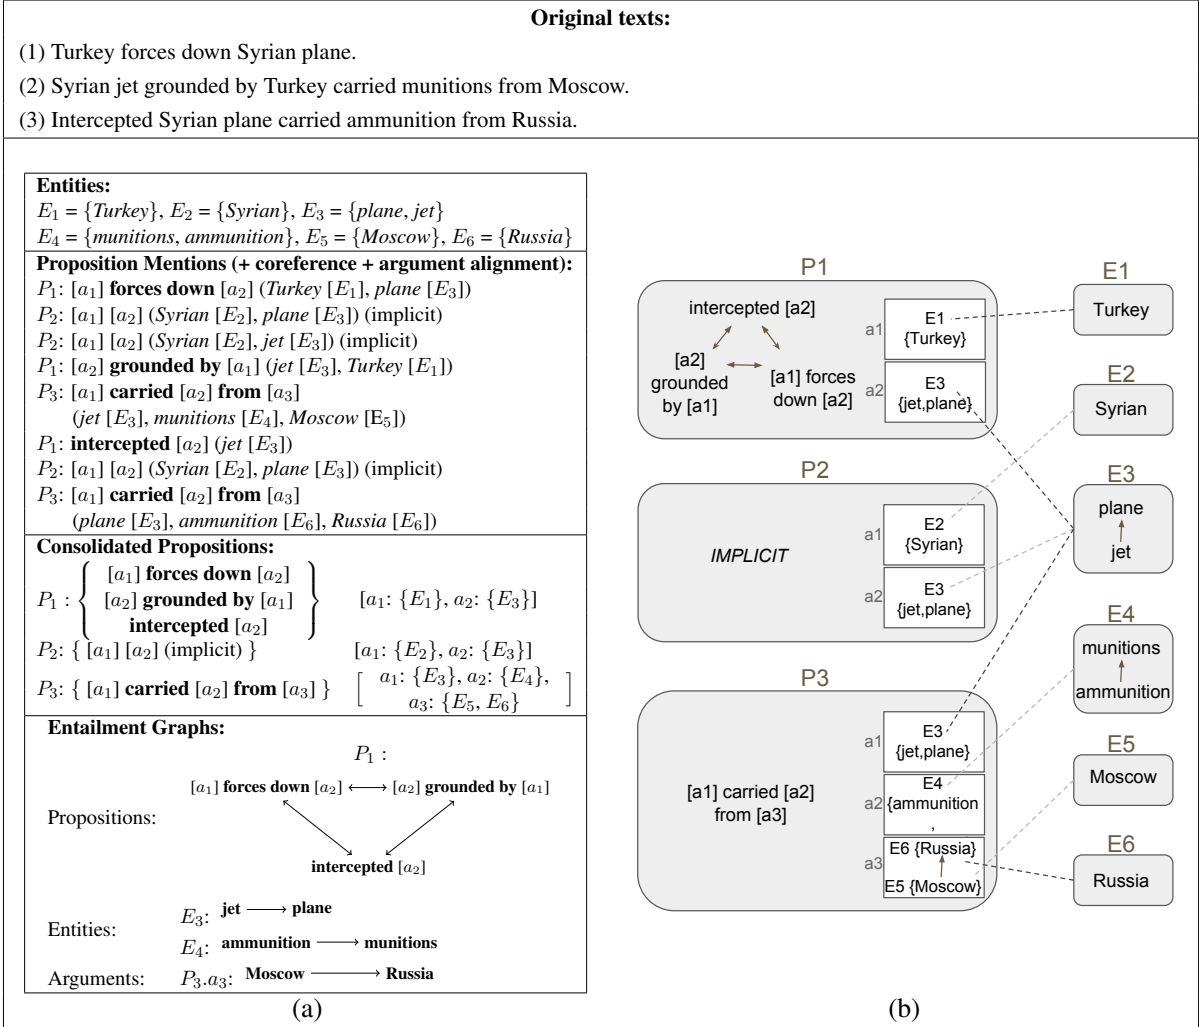 Original texts:
(1) Turkey forces down Syrian plane.
(2) Syrian jet grounded by Turkey carried munitions from Moscow.
(3) Intercepted Syrian plane carried ammunition from Russia.
Entities:
E₁ = {Turkey}, E₂ = {Syrian}, E₃ = {plane, jet}
E₄ = {munitions, ammunition}, E₅ = {Moscow}, E₆ = {Russia}
Proposition Mentions (+ coreference + argument alignment):
P₁: [a₁] forces down [a₂] (Turkey [E₁], plane [E₃])
P₂: [a₁] [a₂] (Syrian [E₂], plane [E₃]) (implicit)
P₂: [a₁] [a₂] (Syrian [E₂], jet [E₃]) (implicit)
P₁: [a₂] grounded by [a₁] (jet [E₃], Turkey [E₁])
P₃: [a₁] carried [a₂] from [a₃]
(jet [E₃], munitions [E₄], Moscow [E₅])
P₁: intercepted [a₂] (jet [E₃])
P₂: [a₁] [a₂] (Syrian [E₂], plane [E₃]) (implicit)
P₃: [a₁] carried [a₂] from [a₃]
(plane [E₃], ammunition [E₆], Russia [E₆])
Consolidated Propositions:
[a₁] forces down [a₂]
P₁ : { [a₂] grounded by [a₁] } [a₁: {E₁}, a₂: {E₃}]
intercepted [a₂]
P₂: { [a₁] [a₂] (implicit) } [a₁: {E₂}, a₂: {E₃}]
P₃: { [a₁] carried [a₂] from [a₃] } [ a₁: {E₃}, a₂: {E₄},
a₃: {E₅, E₆} ]
Entailment Graphs:
P₁ :
[a₁] forces down [a₂] ⟷ [a₂] grounded by [a₁]
Propositions:
intercepted [a₂]
Entities:
E₃: jet ⟶ plane
E₄: ammunition ⟶ munitions
Arguments: P₃.a₃: Moscow ⟶ Russia
(a)
P1
intercepted [a2]
[a2]
grounded
by [a1]
[a1] forces
down [a2]
a1
E1
{Turkey}
a2
E3
{jet,plane}
P2
IMPLICIT
a1
E2
{Syrian}
a2
E3
{jet,plane}
P3
[a1] carried [a2]
from [a3]
a1
E3
{jet,plane}
a2
E4
{ammunition
,
a3
E6 {Russia}
E5 {Moscow}
E1
Turkey
E2
Syrian
E3
plane
jet
E4
munitions
ammunition
E5
Moscow
E6
Russia
(b)